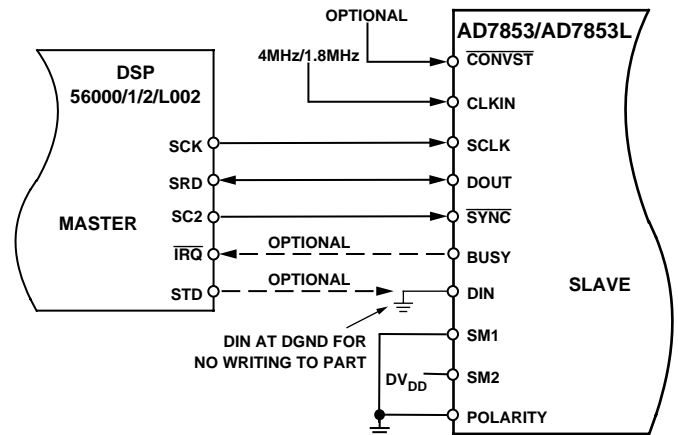 OPTIONAL
AD7853/AD7853L
4MHz/1.8MHz
CONVST
DSP
56000/1/2/L002
CLKIN
SCK
SCLK
SRD
DOUT
MASTER
SC2
SYNC
IRQ
OPTIONAL
BUSY
SLAVE
STD
OPTIONAL
DIN
DIN AT DGND FOR
NO WRITING TO PART
SM1
DVDD
SM2
POLARITY